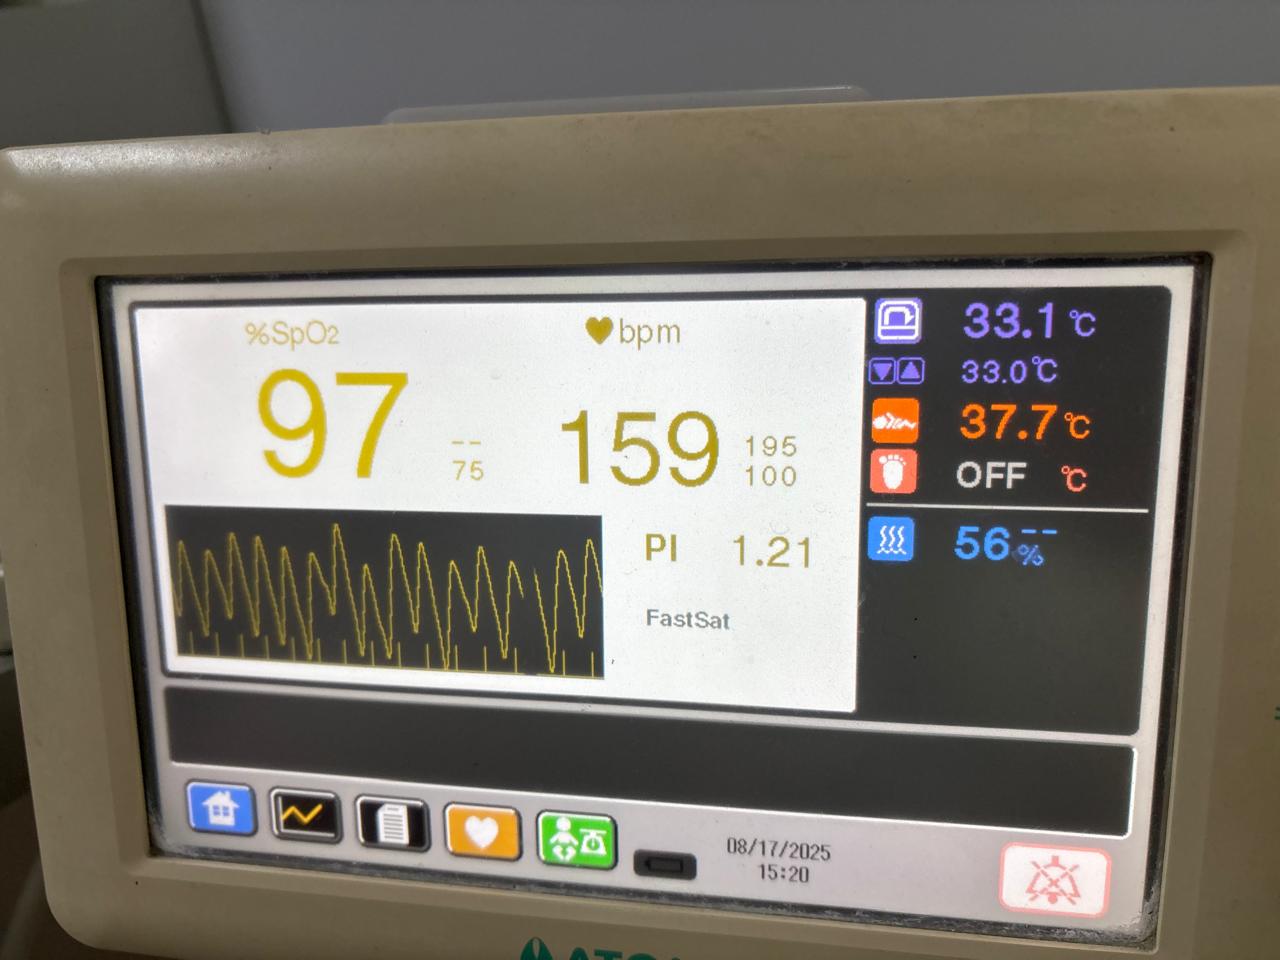 %SpO2
97
--
75
bpm
159
195
100
PI 1.21
FastSat
33.1 ℃
33.0℃
37.7 ℃
OFF ℃
56 %
--
08/17/2025
15:20